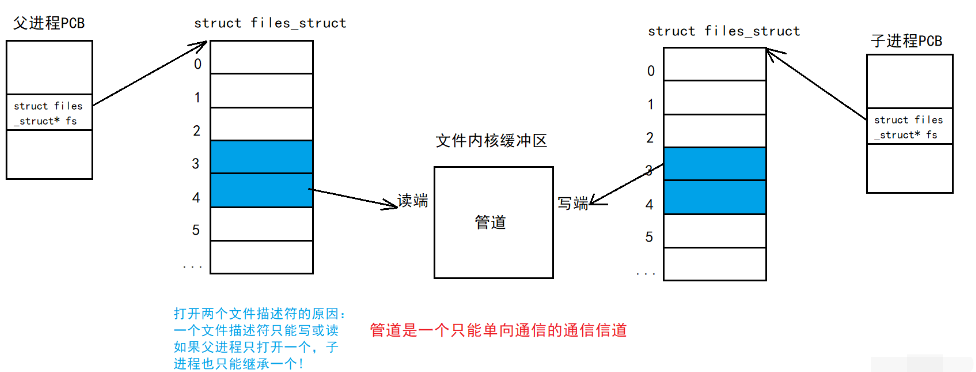 父进程PCB
struct files
_struct* fs
struct files_struct
0
1
2
3
4
5
...
读端
文件内核缓冲区
管道
写端
struct files_struct
0
1
2
3
4
5
...
子进程PCB
struct files
_struct* fs
打开两个文件描述符的原因：
一个文件描述符只能写或读
如果父进程只打开一个，子
进程也只能继承一个！
管道是一个只能单向通信的通信信道